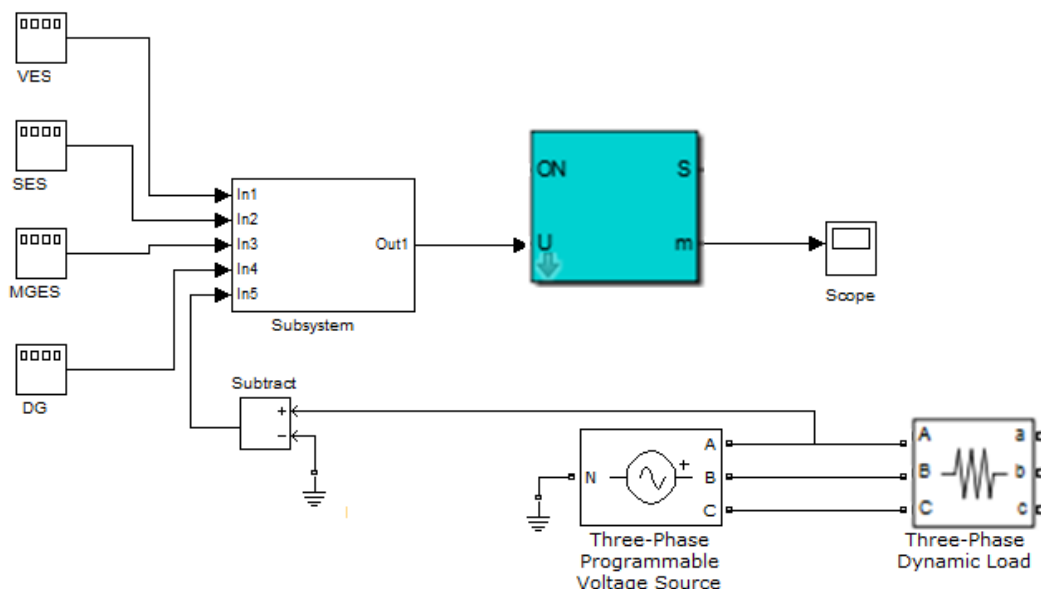 VES
SES
MGES
DG
In1
In2
In3
In4
In5
Out1
Subsystem
ON
U
S
m
Scope
Subtract
+
−
N
+
A
B
C
Three-Phase
Programmable
Voltage Source
A
B
C
a
b
c
Three-Phase
Dynamic Load